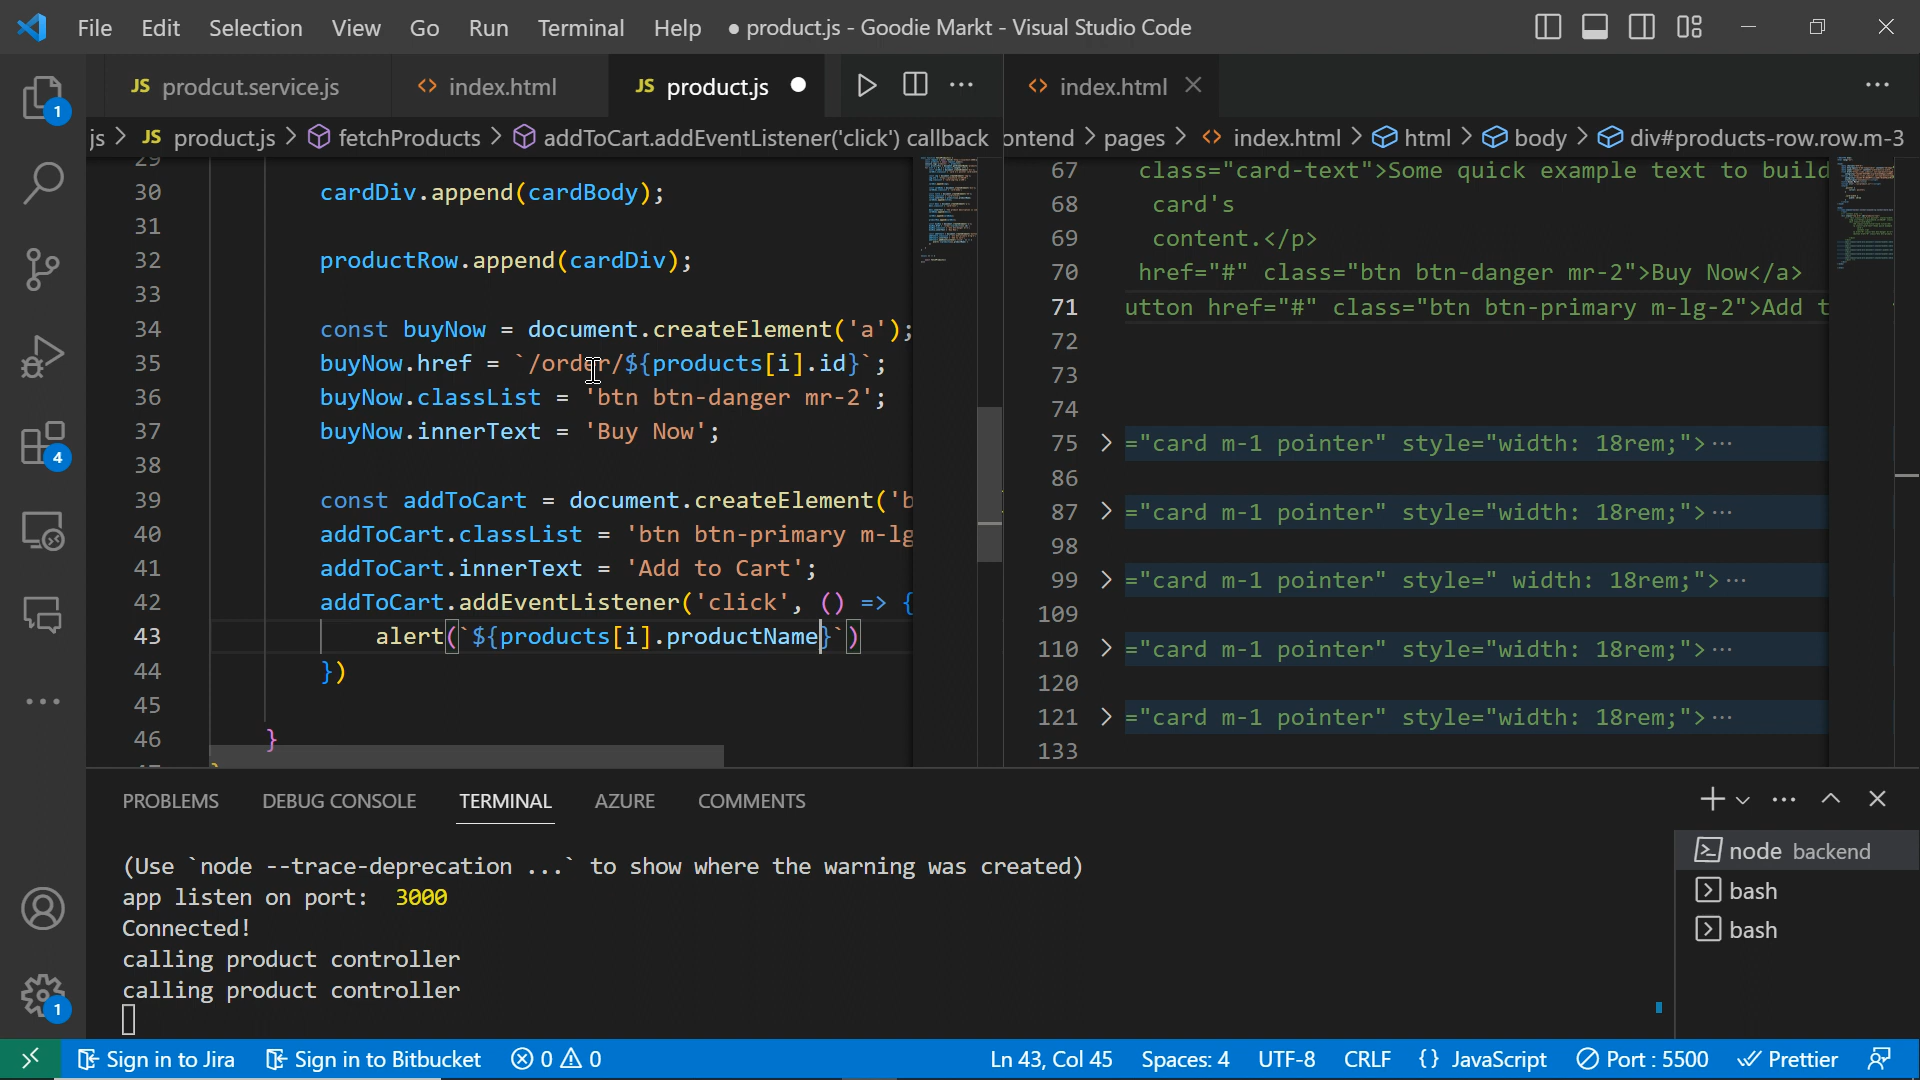 File Edit Selection View Go Run Terminal Help ● product.js - Goodie Markt - Visual Studio Code
JS prodcut.service.js <> index.html JS product.js
js > JS product.js > fetchProducts > addToCart.addEventListener('click') callback
29
30 cardDiv.append(cardBody);
31
32 productRow.append(cardDiv);
33
34 const buyNow = document.createElement('a');
35 buyNow.href = `/order/${products[i].id}`;
36 buyNow.classList = 'btn btn-danger mr-2';
37 buyNow.innerText = 'Buy Now';
38
39 const addToCart = document.createElement('b
40 addToCart.classList = 'btn btn-primary m-lg
41 addToCart.innerText = 'Add to Cart';
42 addToCart.addEventListener('click', () => {
43 alert(`${products[i].productName}`)
44 })
45
46 }
<> index.html
ontend > pages > <> index.html > html > body > div#products-row.row.m-3
67 class="card-text">Some quick example text to build
68 card's
69 content.</p>
70 href="#" class="btn btn-danger mr-2">Buy Now</a>
71 utton href="#" class="btn btn-primary m-lg-2">Add t
72
73
74
75 > ="card m-1 pointer" style="width: 18rem;">···
86
87 > ="card m-1 pointer" style="width: 18rem;">···
98
99 > ="card m-1 pointer" style=" width: 18rem;">···
109
110 > ="card m-1 pointer" style="width: 18rem;">···
120
121 > ="card m-1 pointer" style="width: 18rem;">···
133
PROBLEMS DEBUG CONSOLE TERMINAL AZURE COMMENTS
(Use `node --trace-deprecation ...` to show where the warning was created)
app listen on port: 3000
Connected!
calling product controller
calling product controller
node backend
bash
bash
1
4
1
Sign in to Jira Sign in to Bitbucket 0 0 Ln 43, Col 45 Spaces: 4 UTF-8 CRLF {} JavaScript Port : 5500 Prettier